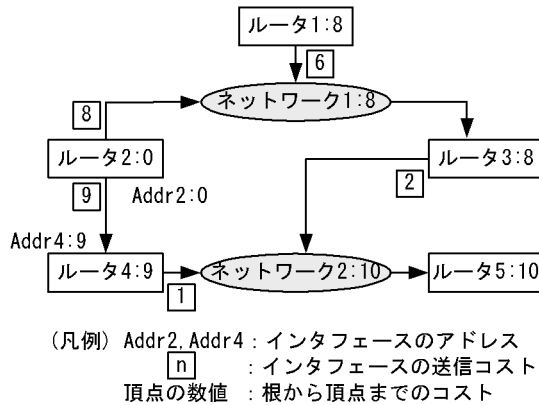 ルータ1:8
6
ネットワーク1:8
8
ルータ2:0
ルータ3:8
2
9
Addr2:0
Addr4:9
ルータ4:9
ネットワーク2:10
ルータ5:10
1
(凡例) Addr2,Addr4:インタフェースのアドレス
n :インタフェースの送信コスト
頂点の数値 :根から頂点までのコスト